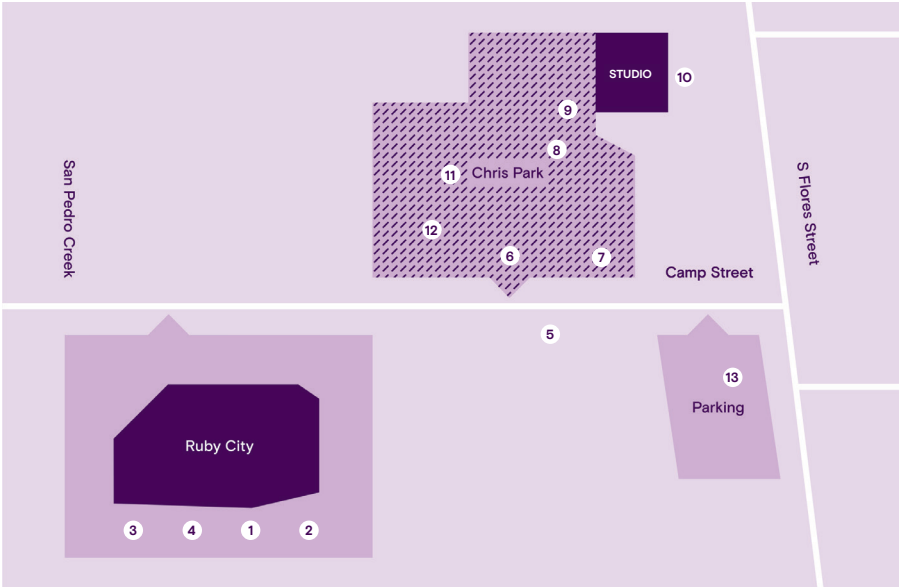 STUDIO
10
9
8
Chris Park
11
12
6
7
San Pedro Creek
S Flores Street
Camp Street
5
13
Parking
Ruby City
3
4
1
2